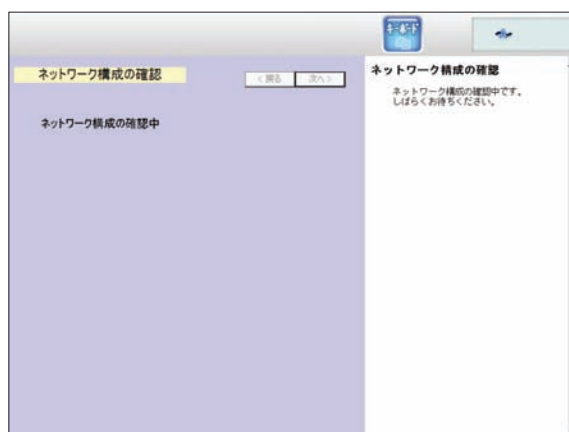 キーボード
ネットワーク構成の確認
< 戻る 次へ >
ネットワーク構成の確認中
ネットワーク構成の確認
ネットワーク構成の確認中です。
しばらくお待ちください。